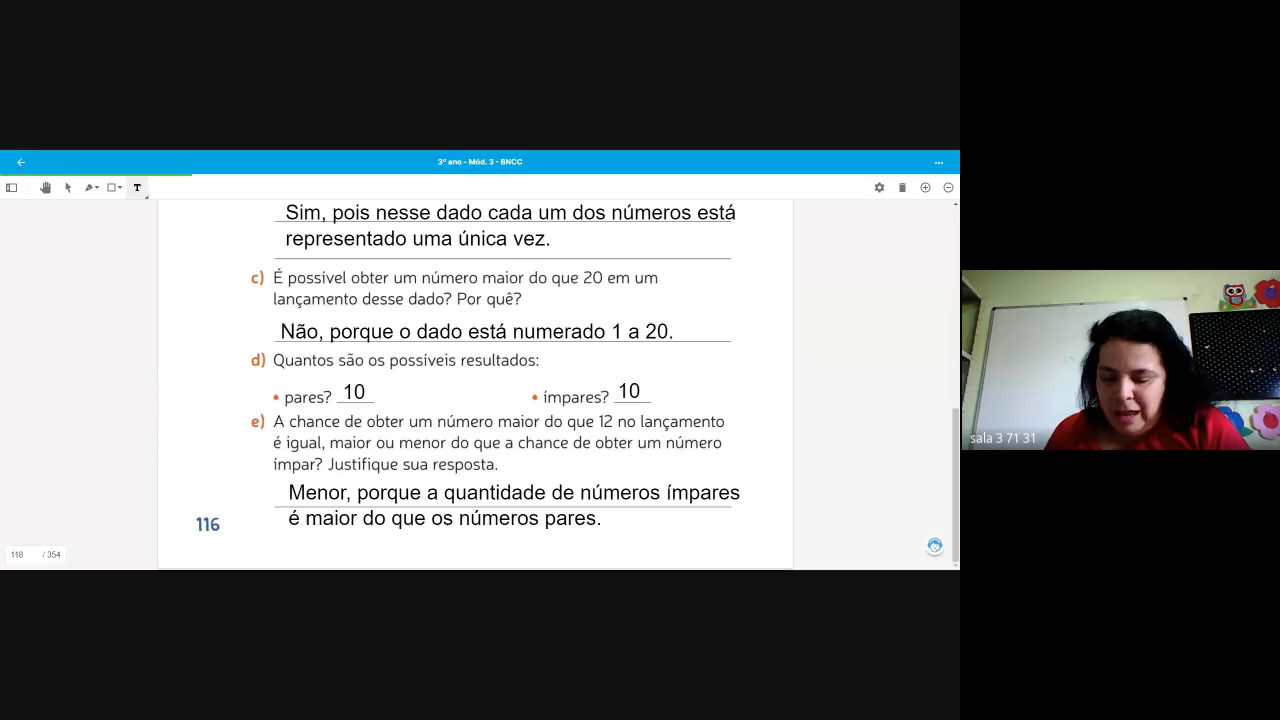 3º ano - Mód. 3 - BNCC
T
Sim, pois nesse dado cada um dos números está
representado uma única vez.
c) É possível obter um número maior do que 20 em um
lançamento desse dado? Por quê?
Não, porque o dado está numerado 1 a 20.
d) Quantos são os possíveis resultados:
• pares? 10 • ímpares? 10
e) A chance de obter um número maior do que 12 no lançamento
é igual, maior ou menor do que a chance de obter um número
ímpar? Justifique sua resposta.
Menor, porque a quantidade de números ímpares
é maior do que os números pares.
116
118 / 354
sala 3 71 31